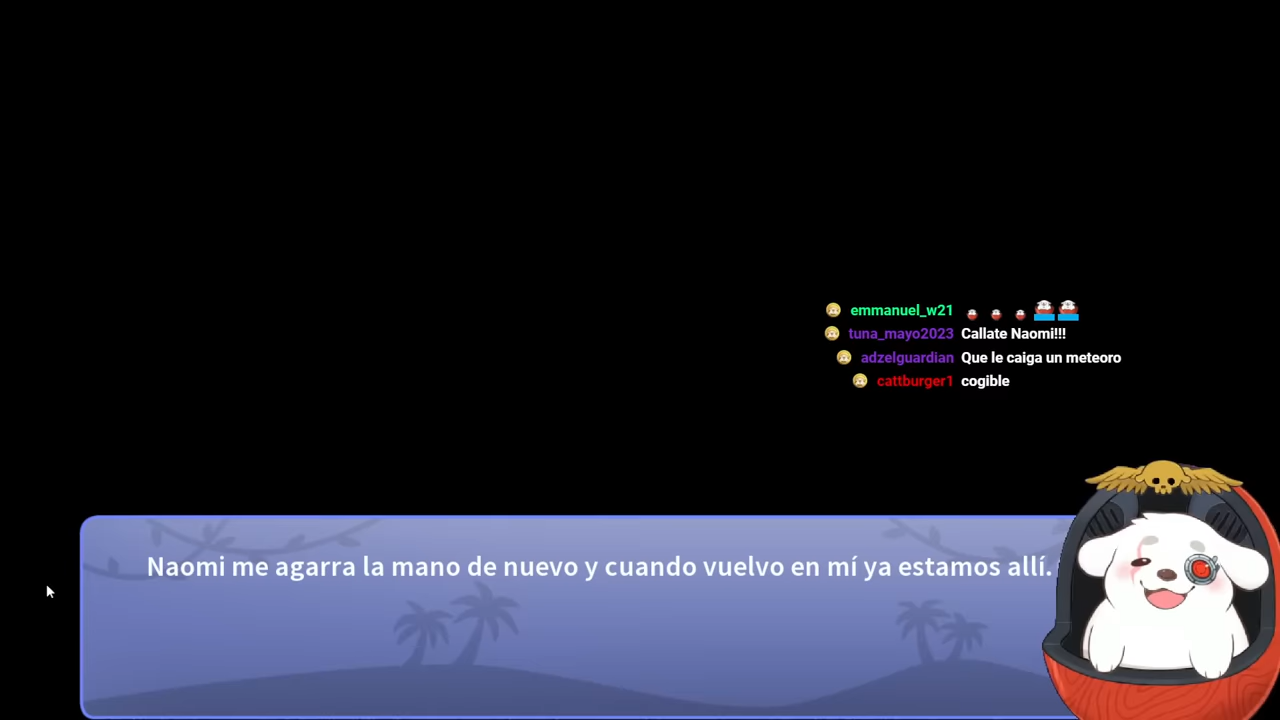 emmanuel_w21
tuna_mayo2023 Callate Naomi!!!
adzelguardian Que le caiga un meteoro
cattburger1 cogible
Naomi me agarra la mano de nuevo y cuando vuelvo en mí ya estamos allí.